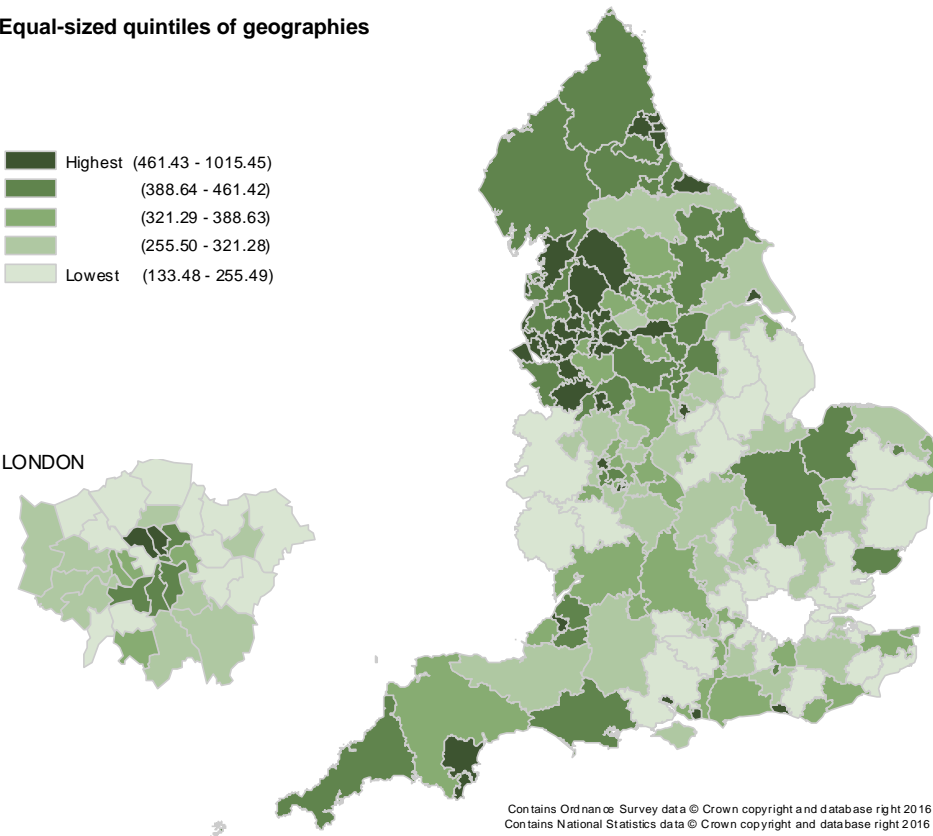 Equal-sized quintiles of geographies
Highest (461.43 - 1015.45)
(388.64 - 461.42)
(321.29 - 388.63)
(255.50 - 321.28)
Lowest (133.48 - 255.49)
LONDON
Contains Ordnance Survey data © Crown copyright and database right 2016
Contains National Statistics data © Crown copyright and database right 2016